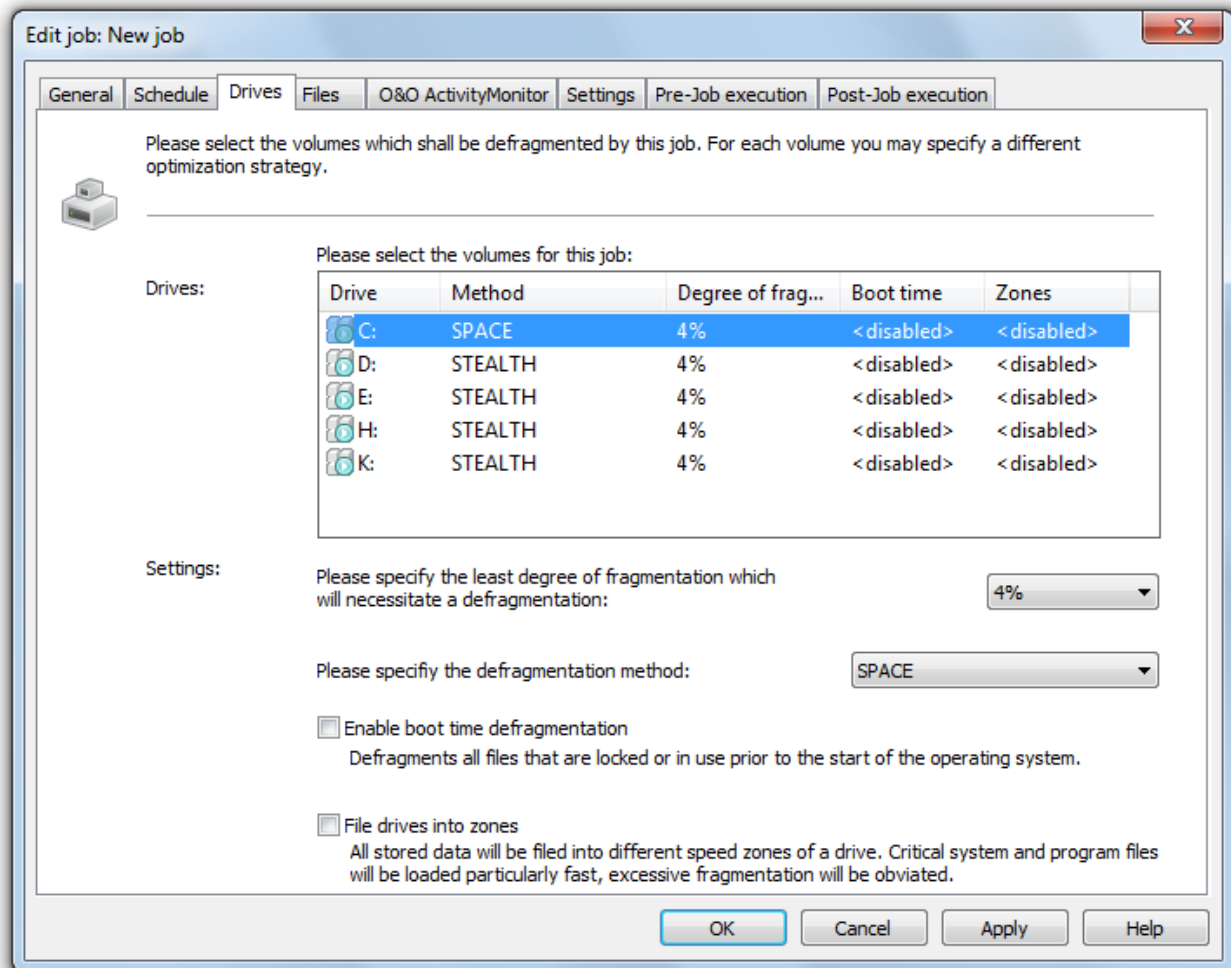 Edit job: New job
X
General Schedule Drives Files O&O ActivityMonitor Settings Pre-Job execution Post-Job execution
Please select the volumes which shall be defragmented by this job. For each volume you may specify a different
optimization strategy.
Please select the volumes for this job:
Drives:
Drive Method Degree of frag... Boot time Zones
C: SPACE 4% <disabled> <disabled>
D: STEALTH 4% <disabled> <disabled>
E: STEALTH 4% <disabled> <disabled>
H: STEALTH 4% <disabled> <disabled>
K: STEALTH 4% <disabled> <disabled>
Settings:
Please specify the least degree of fragmentation which
will necessitate a defragmentation:
4%
Please specify the defragmentation method: SPACE
Enable boot time defragmentation
Defragments all files that are locked or in use prior to the start of the operating system.
File drives into zones
All stored data will be filed into different speed zones of a drive. Critical system and program files
will be loaded particularly fast, excessive fragmentation will be obviated.
OK Cancel Apply Help